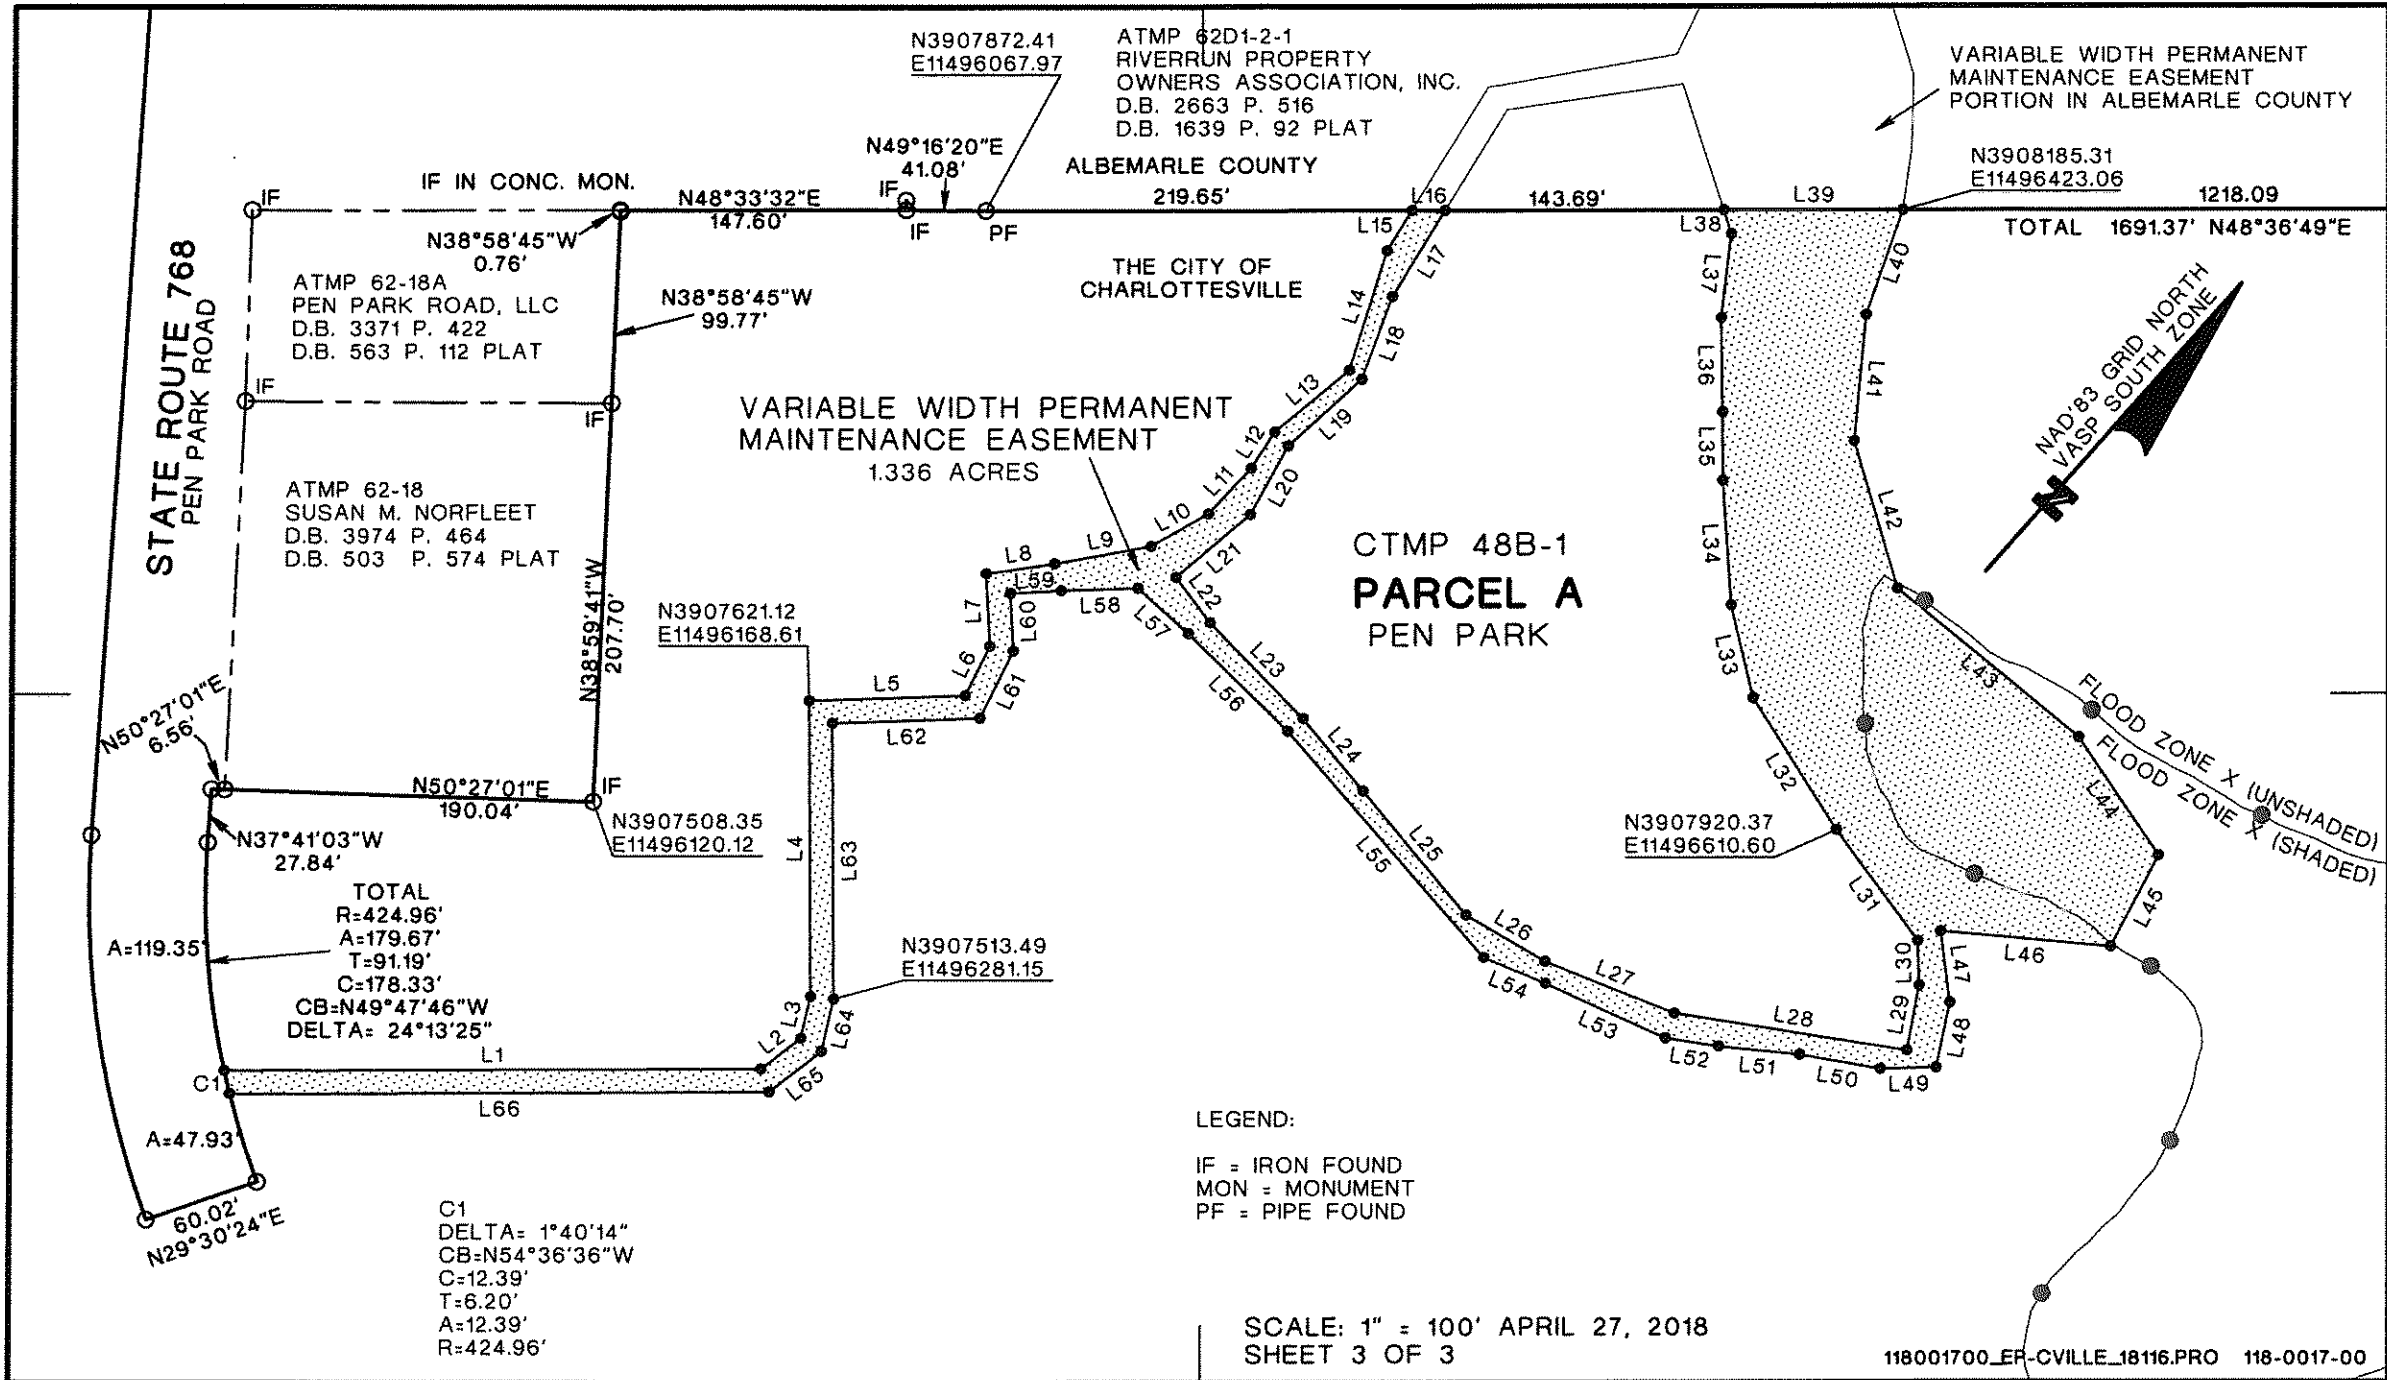 N3907872.41
E11496067.97
ATMP 62D1-2-1
RIVERRUN PROPERTY
OWNERS ASSOCIATION, INC.
D.B. 2663 P. 516
D.B. 1639 P. 92 PLAT
VARIABLE WIDTH PERMANENT
MAINTENANCE EASEMENT
PORTION IN ALBEMARLE COUNTY
N49°16'20"E
41.08'
ALBEMARLE COUNTY
N3908185.31
E11496423.06
IF
IF IN CONC. MON.
N48°33'32"E
147.60'
IF
IF
PF
219.65'
L16
143.69'
L39
1218.09
TOTAL 1691.37' N48°36'49"E
L15
L17
L38
L40
N38°58'45"W
0.76'
STATE ROUTE 768
PEN PARK ROAD
ATMP 62-18A
PEN PARK ROAD, LLC
D.B. 3371 P. 422
D.B. 563 P. 112 PLAT
N38°58'45"W
99.77'
THE CITY OF
CHARLOTTESVILLE
L14
L18
L37
L36
L41
NAD'83 GRID NORTH
VASP SOUTH ZONE
N
IF
IF
VARIABLE WIDTH PERMANENT
MAINTENANCE EASEMENT
1.336 ACRES
L13
L19
L12
L11
L20
L10
L21
L9
L8
L59
L58
L22
L57
L7
L60
L35
L34
L42
ATMP 62-18
SUSAN M. NORFLEET
D.B. 3974 P. 464
D.B. 503 P. 574 PLAT
CTMP 48B-1
PARCEL A
PEN PARK
N38°59'41"W
207.70'
N3907621.12
E11496168.61
L6
L61
L5
L62
L23
L56
L33
L43
FLOOD ZONE X (UNSHADED)
FLOOD ZONE X (SHADED)
N50°27'01"E
6.56'
N50°27'01"E
190.04'
IF
N3907508.35
E11496120.12
L4
L63
L24
L25
L55
L32
L44
N3907920.37
E11496610.60
N37°41'03"W
27.84'
TOTAL
R=424.96'
A=179.67'
T=91.19'
C=178.33'
CB=N49°47'46"W
DELTA= 24°13'25"
A=119.35'
N3907513.49
E11496281.15
L26
L27
L54
L31
L45
L30
L47
L46
L3
L64
L2
L65
L1
C1
L66
L28
L29
L48
L53
L52
L51
L50
L49
A=47.93'
60.02'
N29°30'24"E
C1
DELTA= 1°40'14"
CB=N54°36'36"W
C=12.39'
T=6.20'
A=12.39'
R=424.96'
LEGEND:
IF = IRON FOUND
MON = MONUMENT
PF = PIPE FOUND
SCALE: 1" = 100' APRIL 27, 2018
SHEET 3 OF 3
118001700_EP-CVILLE_18116.PRO 118-0017-00